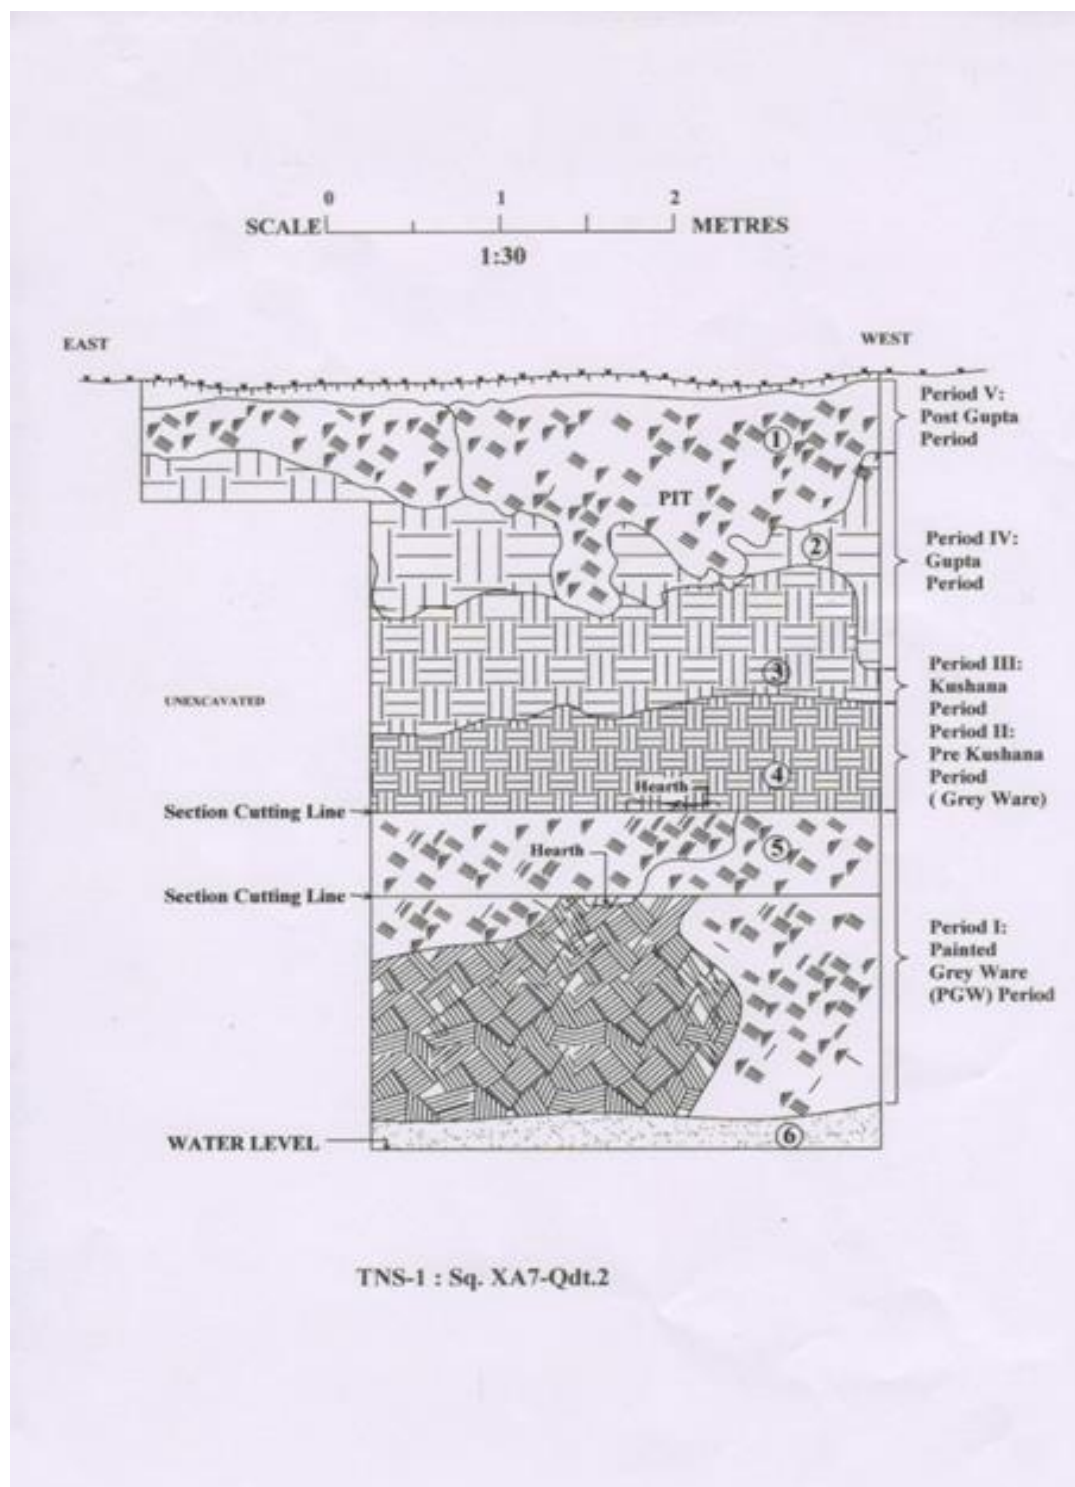 0 1 2
SCALE METRES
1:30
EAST WEST
Period V:
Post Gupta
Period
1
PIT
2
Period IV:
Gupta
Period
3
Period III:
Kushana
Period
UNEXCAVATED
Period II:
Pre Kushana
Period
( Grey Ware)
4
Hearth
Section Cutting Line
5
Hearth
Section Cutting Line
Period I:
Painted
Grey Ware
(PGW) Period
6
WATER LEVEL
TNS-1 : Sq. XA7-Qdt.2